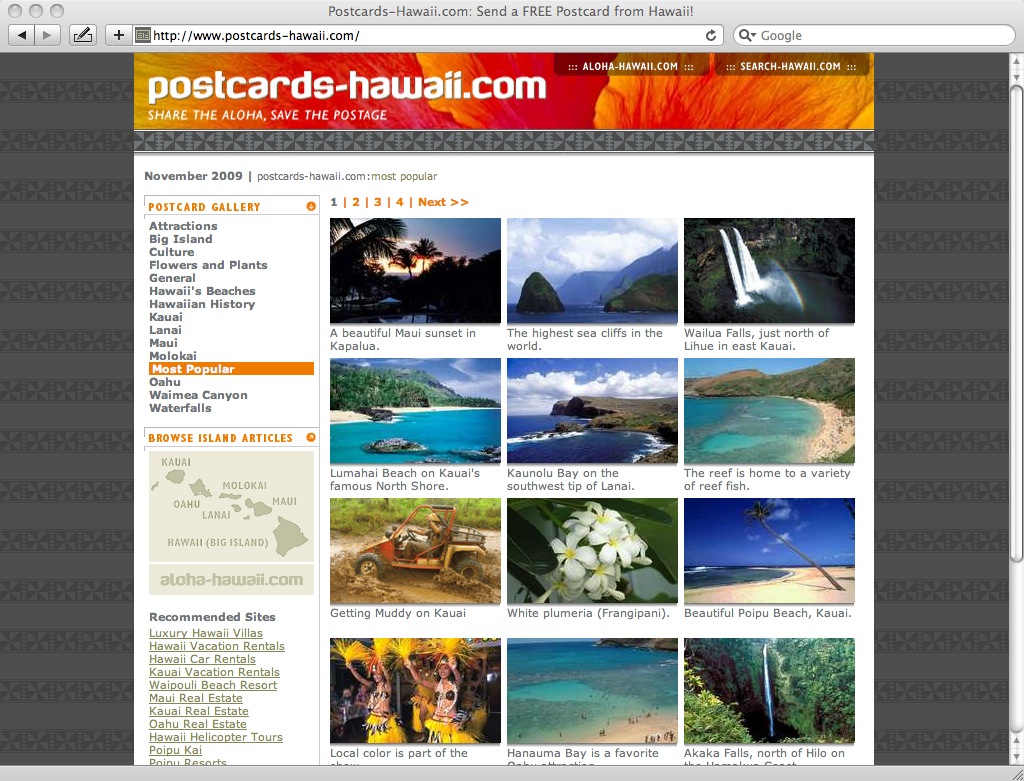 Postcards-Hawaii.com: Send a FREE Postcard from Hawaii!
http://www.postcards-hawaii.com/
Google
::: ALOHA-HAWAII.COM :::
::: SEARCH-HAWAII.COM :::
postcards-hawaii.com
SHARE THE ALOHA, SAVE THE POSTAGE
November 2009 | postcards-hawaii.com:most popular
POSTCARD GALLERY
Attractions
Big Island
Culture
Flowers and Plants
General
Hawaii's Beaches
Hawaiian History
Kauai
Lanai
Maui
Molokai
Most Popular
Oahu
Waimea Canyon
Waterfalls
BROWSE ISLAND ARTICLES
KAUAI
MOLOKAI
OAHU
MAUI
LANAI
HAWAII (BIG ISLAND)
aloha-hawaii.com
Recommended Sites
Luxury Hawaii Villas
Hawaii Vacation Rentals
Hawaii Car Rentals
Kauai Vacation Rentals
Waipouli Beach Resort
Maui Real Estate
Kauai Real Estate
Oahu Real Estate
Hawaii Helicopter Tours
Poipu Kai
Poipu Resorts
1 | 2 | 3 | 4 | Next >>
A beautiful Maui sunset in
Kapalua.
The highest sea cliffs in the
world.
Wailua Falls, just north of
Lihue in east Kauai.
Lumahai Beach on Kauai's
famous North Shore.
Kaunolu Bay on the
southwest tip of Lanai.
The reef is home to a variety
of reef fish.
Getting Muddy on Kauai
White plumeria (Frangipani).
Beautiful Poipu Beach, Kauai.
Local color is part of the
show.
Hanauma Bay is a favorite
Oahu attraction.
Akaka Falls, north of Hilo on
the Hamakua Coast.